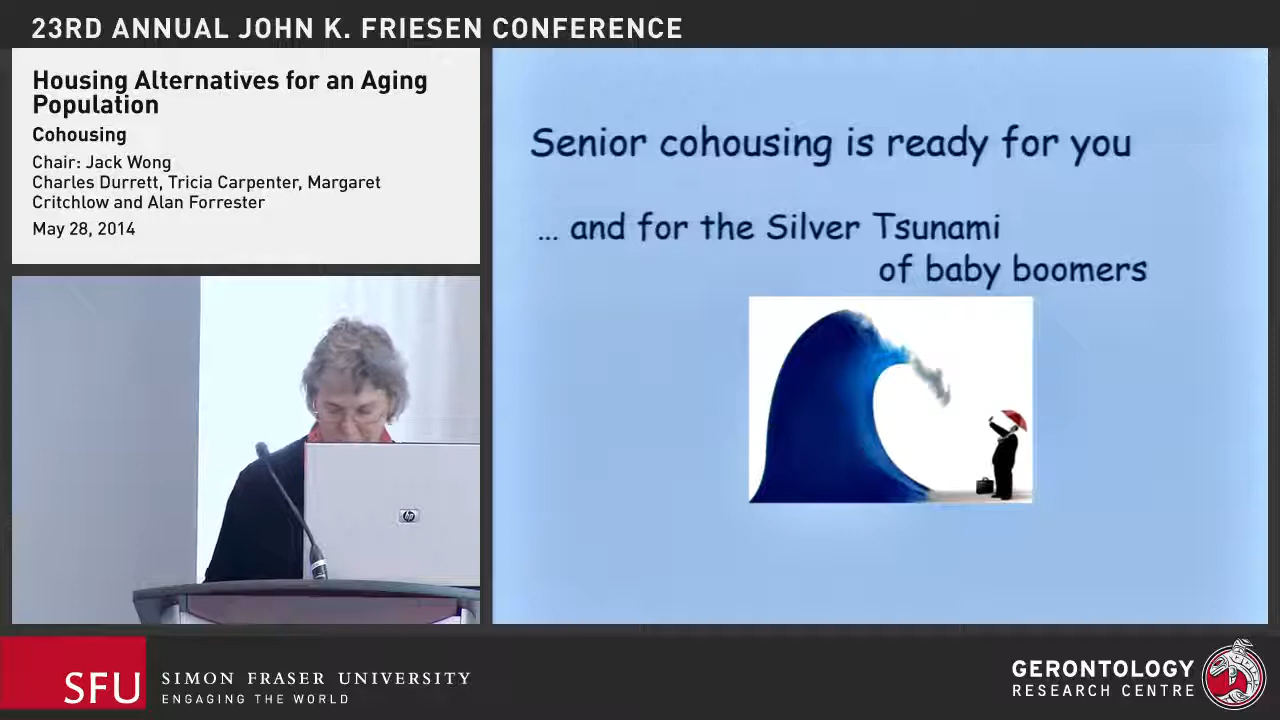 23RD ANNUAL JOHN K. FRIESEN CONFERENCE
Housing Alternatives for an Aging
Population
Cohousing
Chair: Jack Wong
Charles Durrett, Tricia Carpenter, Margaret
Critchlow and Alan Forrester
May 28, 2014
Senior cohousing is ready for you
... and for the Silver Tsunami
of baby boomers
hp
SFU
SIMON FRASER UNIVERSITY
ENGAGING THE WORLD
GERONTOLOGY
RESEARCH CENTRE